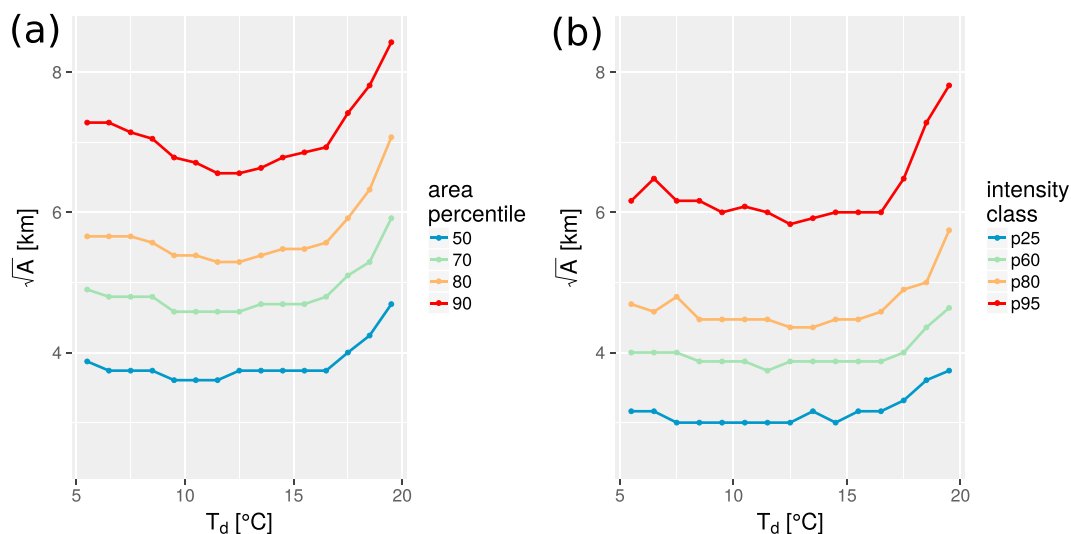 (a)
8
6
4
√A [km]
5 10 15 20
T_d [°C]
area
percentile
50
70
80
90
(b)
8
6
4
√A [km]
5 10 15 20
T_d [°C]
intensity
class
p25
p60
p80
p95